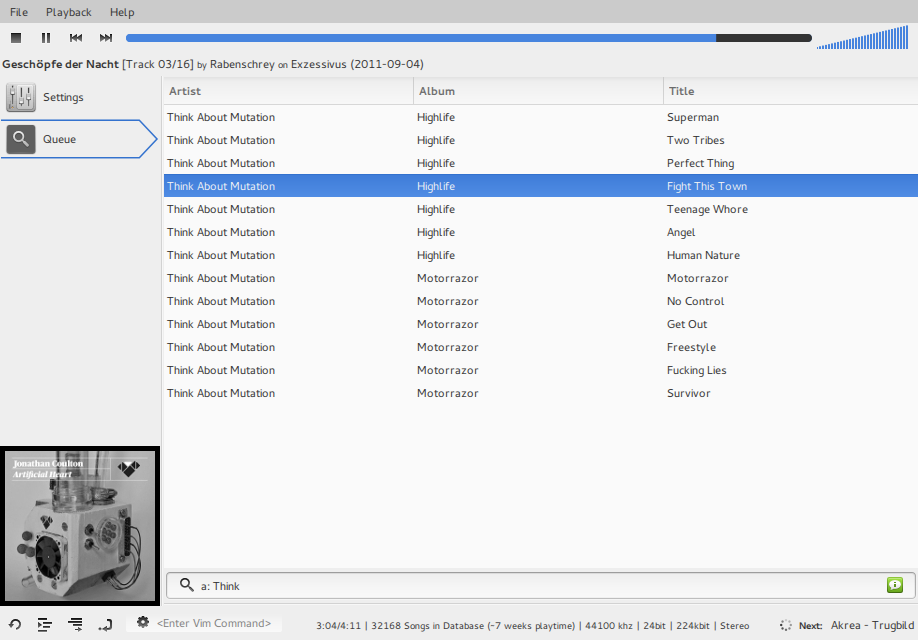 File Playback Help
Geschöpfe der Nacht [Track 03/16] by Rabenschrey on Exzessivus (2011-09-04)
Settings
Queue
Artist Album Title
Think About Mutation Highlife Superman
Think About Mutation Highlife Two Tribes
Think About Mutation Highlife Perfect Thing
Think About Mutation Highlife Fight This Town
Think About Mutation Highlife Teenage Whore
Think About Mutation Highlife Angel
Think About Mutation Highlife Human Nature
Think About Mutation Motorrazor Motorrazor
Think About Mutation Motorrazor No Control
Think About Mutation Motorrazor Get Out
Think About Mutation Motorrazor Freestyle
Think About Mutation Motorrazor Fucking Lies
Think About Mutation Motorrazor Survivor
Jonathan Coulton
Artificial Heart
a: Think
<Enter Vim Command> 3:04/4:11 | 32168 Songs in Database (~7 weeks playtime) | 44100 khz | 24bit | 224kbit | Stereo Next: Akrea - Trugbild